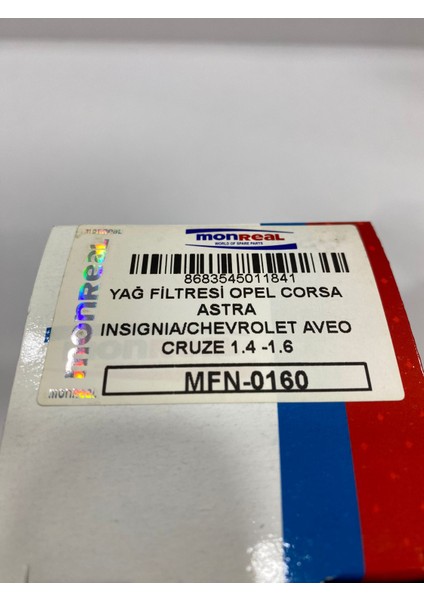 monreal
WORLD OF SPARE PARTS
8683545011841
YAĞ FİLTRESİ OPEL CORSA
ASTRA
INSIGNIA/CHEVROLET AVEO
CRUZE 1.4 -1.6
MFN-0160
monreal